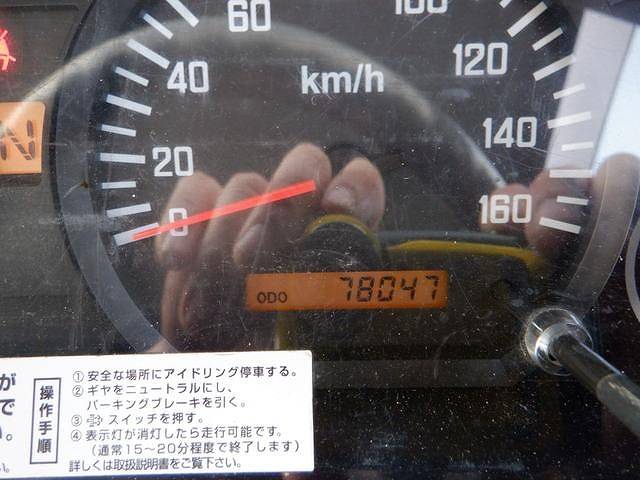 60
100
40
km/h
120
N
20
140
0
160
ODO 78047
が
で
い。
操作手順
① 安全な場所にアイドリング停車する。
② ギヤをニュートラルにし、
パーキングブレーキを引く。
③ スイッチを押す。
④ 表示灯が消灯したら走行可能です。
(通常15～20分程度で終了します)
詳しくは取扱説明書をご覧下さい。